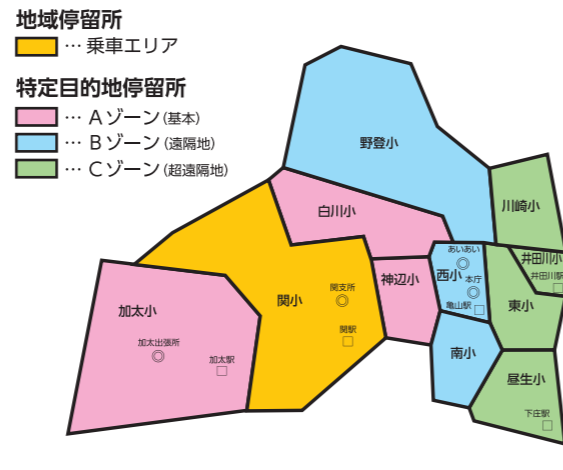 地域停留所
… 乗車エリア
特定目的地停留所
… Aゾーン(基本)
… Bゾーン(遠隔地)
… Cゾーン(超遠隔地)
野登小
川崎小
白川小
井田川小
井田川駅
あいあい
西小
本庁
亀山駅
神辺小
関支所
関小
関駅
東小
加太小
加太出張所
加太駅
南小
昼生小
下庄駅